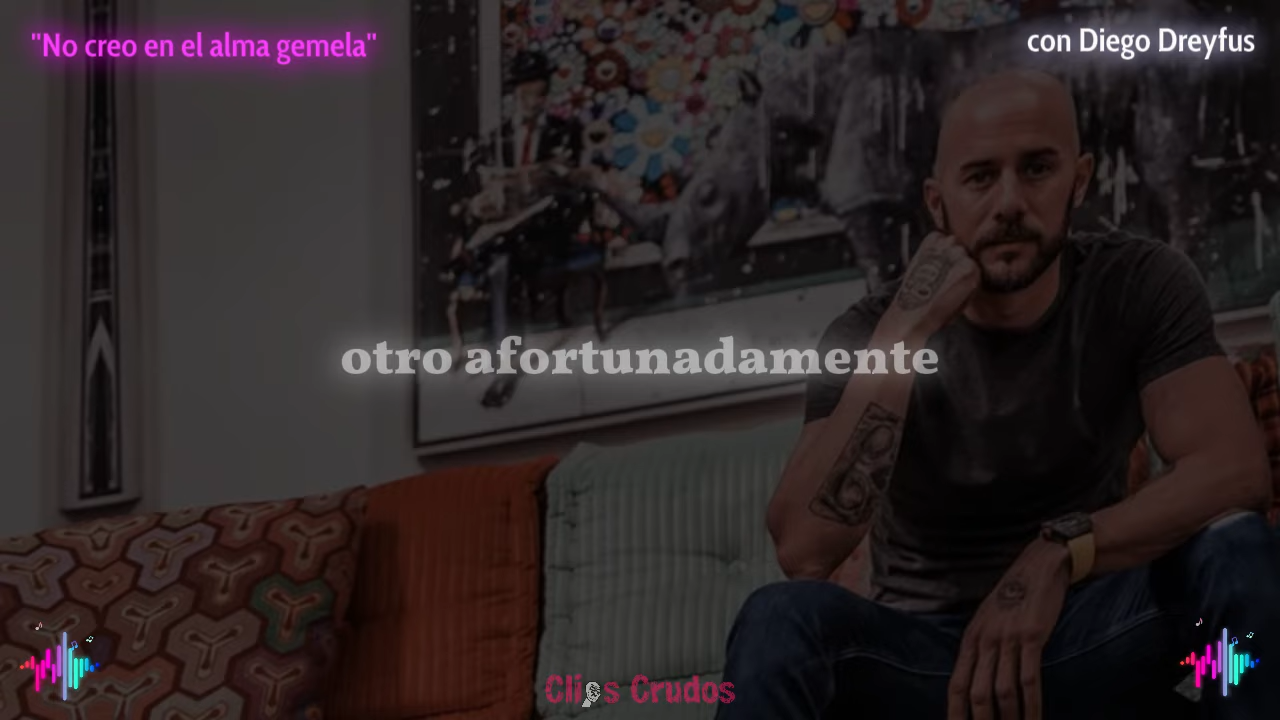 "No creo en el alma gemela"
con Diego Dreyfus
otro afortunadamente
Clips Crudos